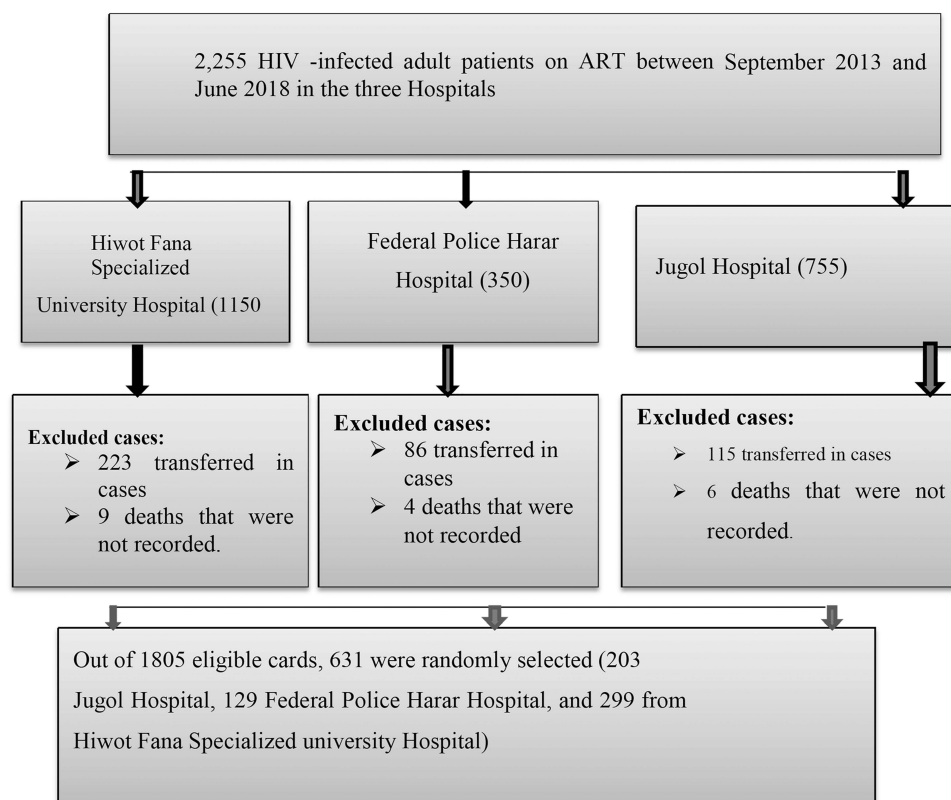 2,255 HIV -infected adult patients on ART between September 2013 and
June 2018 in the three Hospitals
Hiwot Fana
Specialized
University Hospital (1150
Federal Police Harar
Hospital (350)
Jugol Hospital (755)
Excluded cases:
➢ 223 transferred in
cases
➢ 9 deaths that were
not recorded.
Excluded cases:
➢ 86 transferred in
cases
➢ 4 deaths that were
not recorded
Excluded cases:
➢ 115 transferred in cases
➢ 6 deaths that were not
recorded.
Out of 1805 eligible cards, 631 were randomly selected (203
Jugol Hospital, 129 Federal Police Harar Hospital, and 299 from
Hiwot Fana Specialized university Hospital)